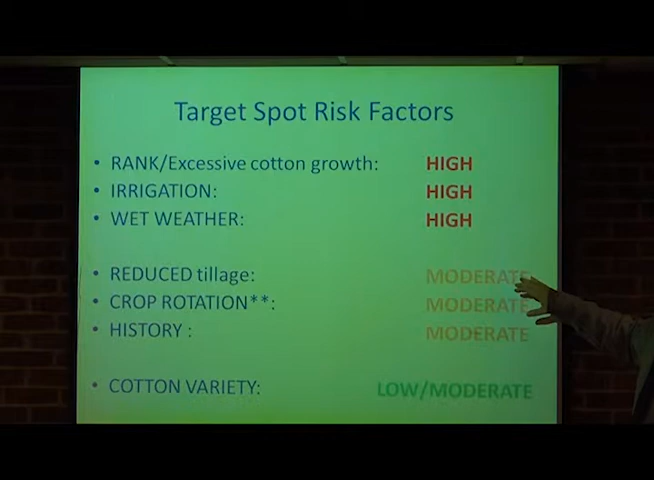 Target Spot Risk Factors
• RANK/Excessive cotton growth: HIGH
• IRRIGATION: HIGH
• WET WEATHER: HIGH
• REDUCED tillage: MODERATE
• CROP ROTATION**: MODERATE
• HISTORY : MODERATE
• COTTON VARIETY: LOW/MODERATE